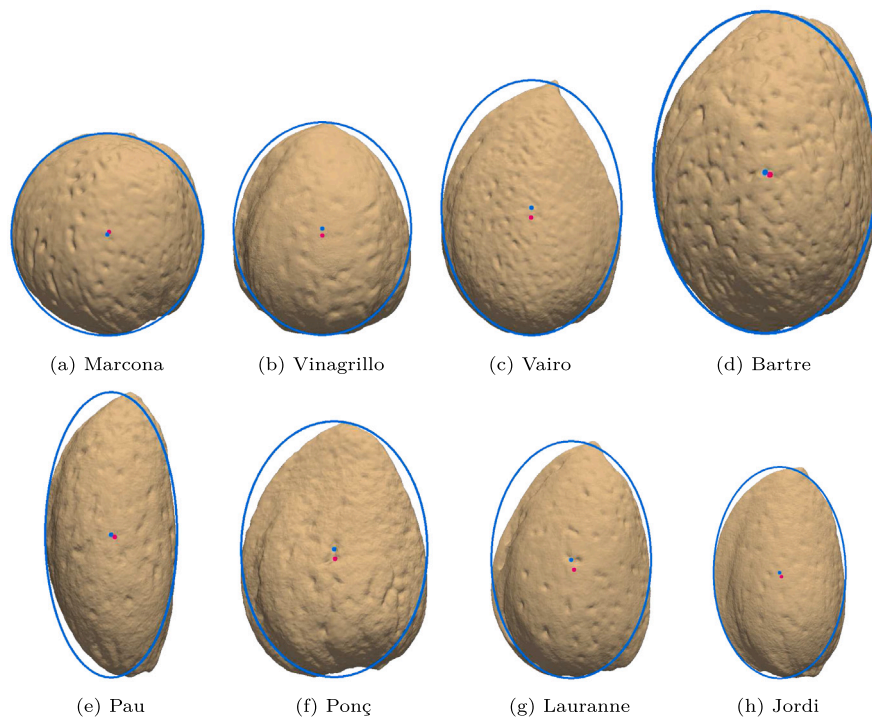 (a) Marcona
(b) Vinagrillo
(c) Vairo
(d) Bartre
(e) Pau
(f) Ponç
(g) Lauranne
(h) Jordi